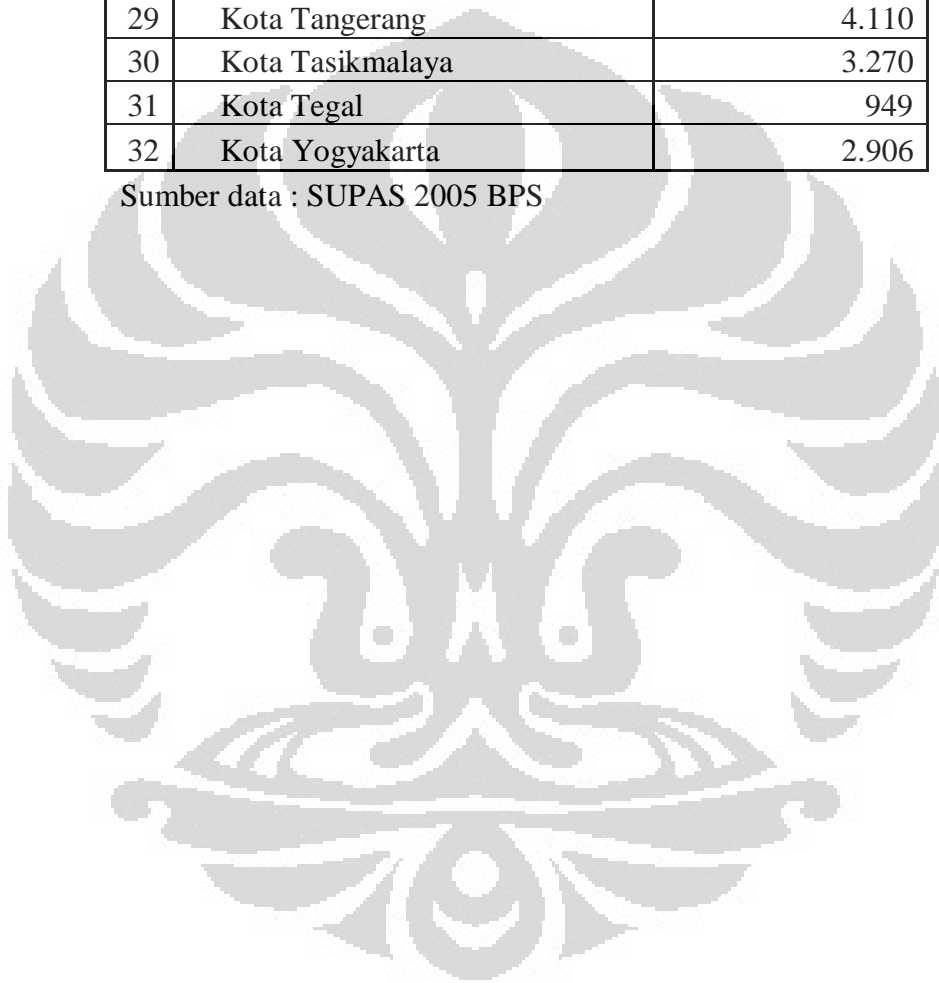 29 Kota Tangerang 4.110
30 Kota Tasikmalaya 3.270
31 Kota Tegal 949
32 Kota Yogyakarta 2.906
Sumber data : SUPAS 2005 BPS